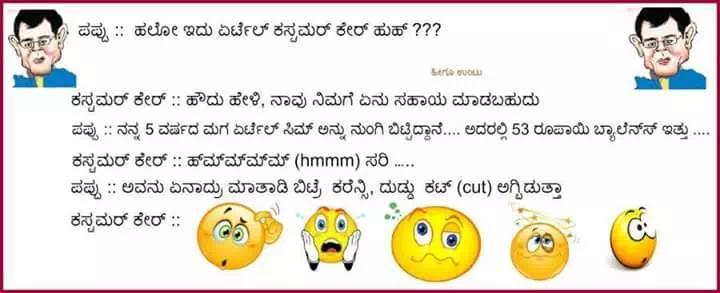 ಪಪ್ಪು :: ಹಲೋ ಇದು ಏರ್ಟೆಲ್ ಕಸ್ಟಮರ್ ಕೇರ್ ಹುಹ್ ???
ಹೀಗೂ ಉಂಟು
ಕಸ್ಟಮರ್ ಕೇರ್ :: ಹೌದು ಹೇಳಿ, ನಾವು ನಿಮಗೆ ಏನು ಸಹಾಯ ಮಾಡಬಹುದು
ಪಪ್ಪು :: ನನ್ನ 5 ವರ್ಷದ ಮಗ ಏರ್ಟೆಲ್ ಸಿಮ್ ಅನ್ನು ನುಂಗಿ ಬಿಟ್ಟಿದ್ದಾನೆ.... ಅದರಲ್ಲಿ 53 ರೂಪಾಯಿ ಬ್ಯಾಲೆನ್ಸ್ ಇತ್ತು ....
ಕಸ್ಟಮರ್ ಕೇರ್ :: ಹ್ಮ್ಮ್ಮ್ಮ್ (hmmm) ಸರಿ .....
ಪಪ್ಪು :: ಅವನು ಏನಾದ್ರು ಮಾತಾಡಿ ಬಿಟ್ರೆ ಕರೆನ್ಸಿ, ದುಡ್ಡು ಕಟ್ (cut) ಆಗ್ಬಿಡುತ್ತಾ
ಕಸ್ಟಮರ್ ಕೇರ್ ::